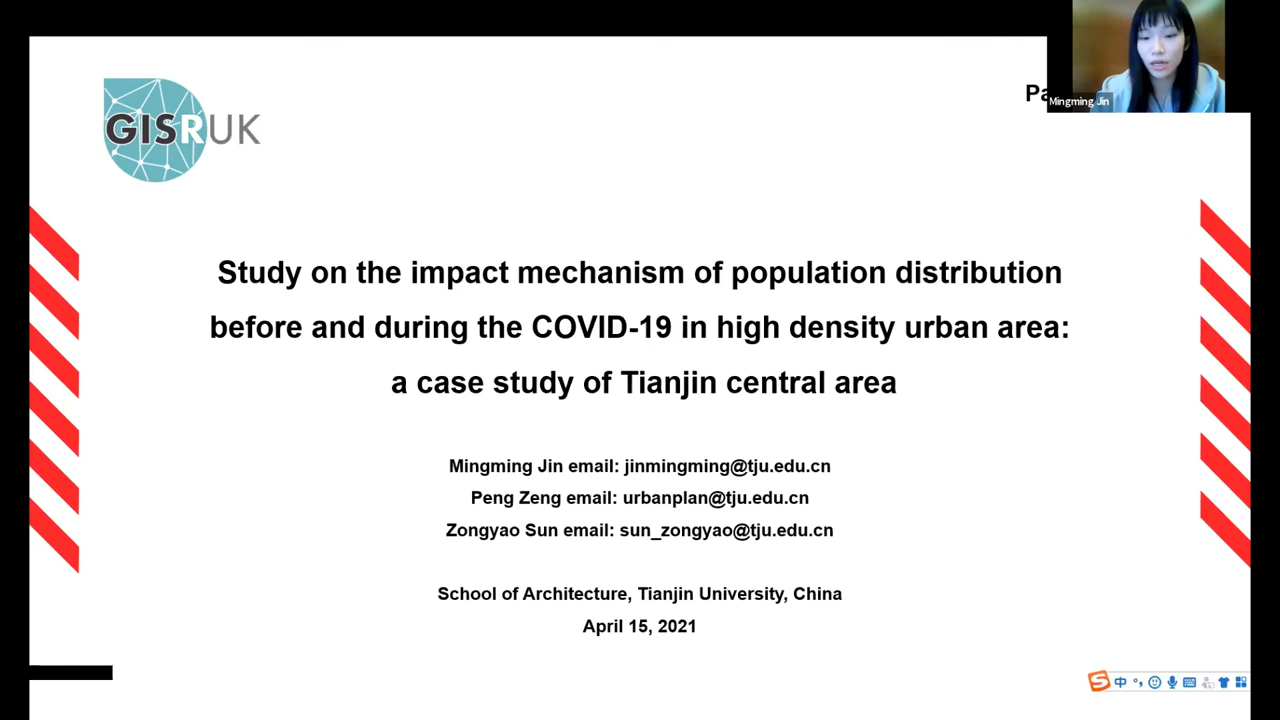 GISRUK
Mingming Jin
Study on the impact mechanism of population distribution
before and during the COVID-19 in high density urban area:
a case study of Tianjin central area
Mingming Jin email: jinmingming@tju.edu.cn
Peng Zeng email: urbanplan@tju.edu.cn
Zongyao Sun email: sun_zongyao@tju.edu.cn
School of Architecture, Tianjin University, China
April 15, 2021
S 中